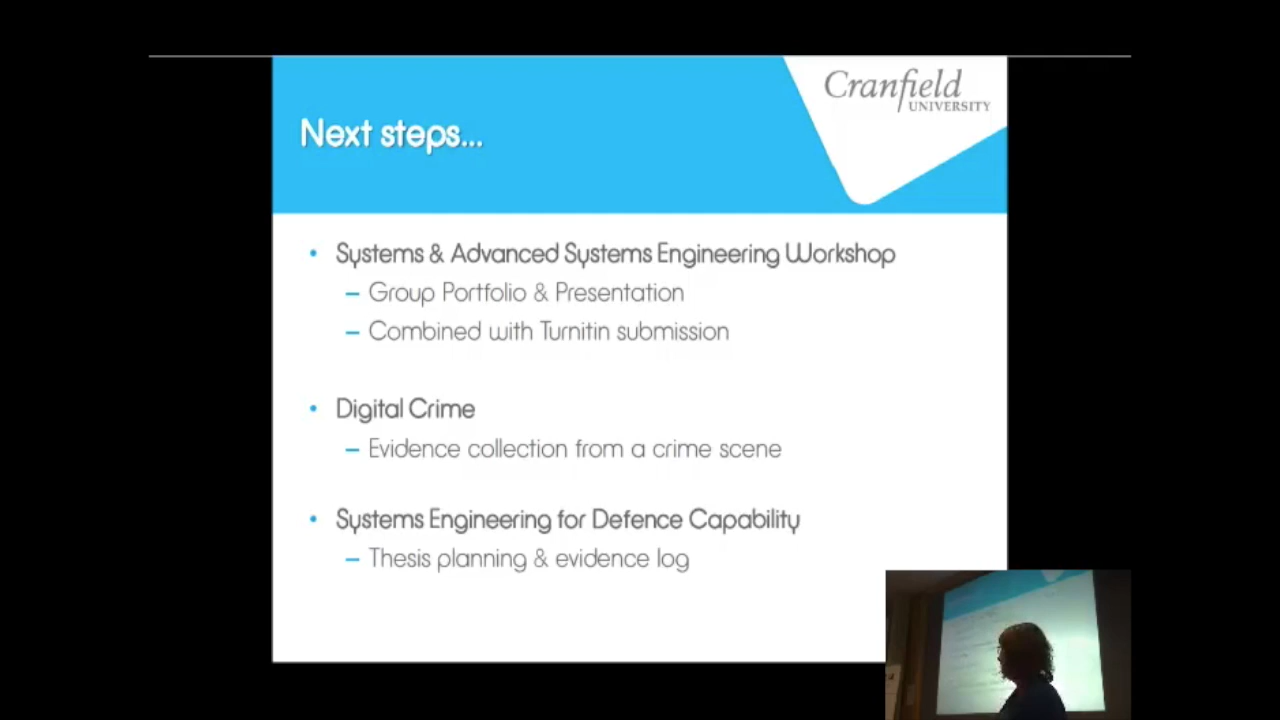 Cranfield
UNIVERSITY
Next steps...
• Systems & Advanced Systems Engineering Workshop
– Group Portfolio & Presentation
– Combined with Turnitin submission
• Digital Crime
– Evidence collection from a crime scene
• Systems Engineering for Defence Capability
– Thesis planning & evidence log